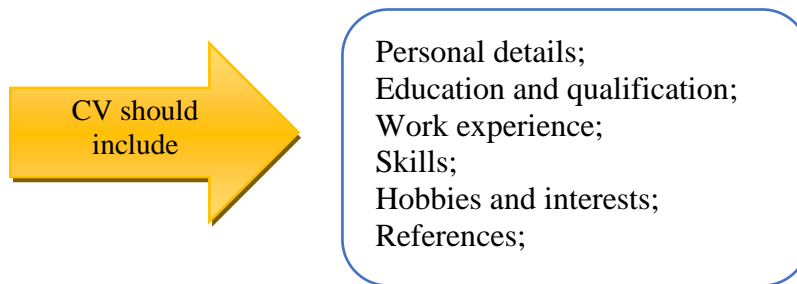 CV should
include
Personal details;
Education and qualification;
Work experience;
Skills;
Hobbies and interests;
References;